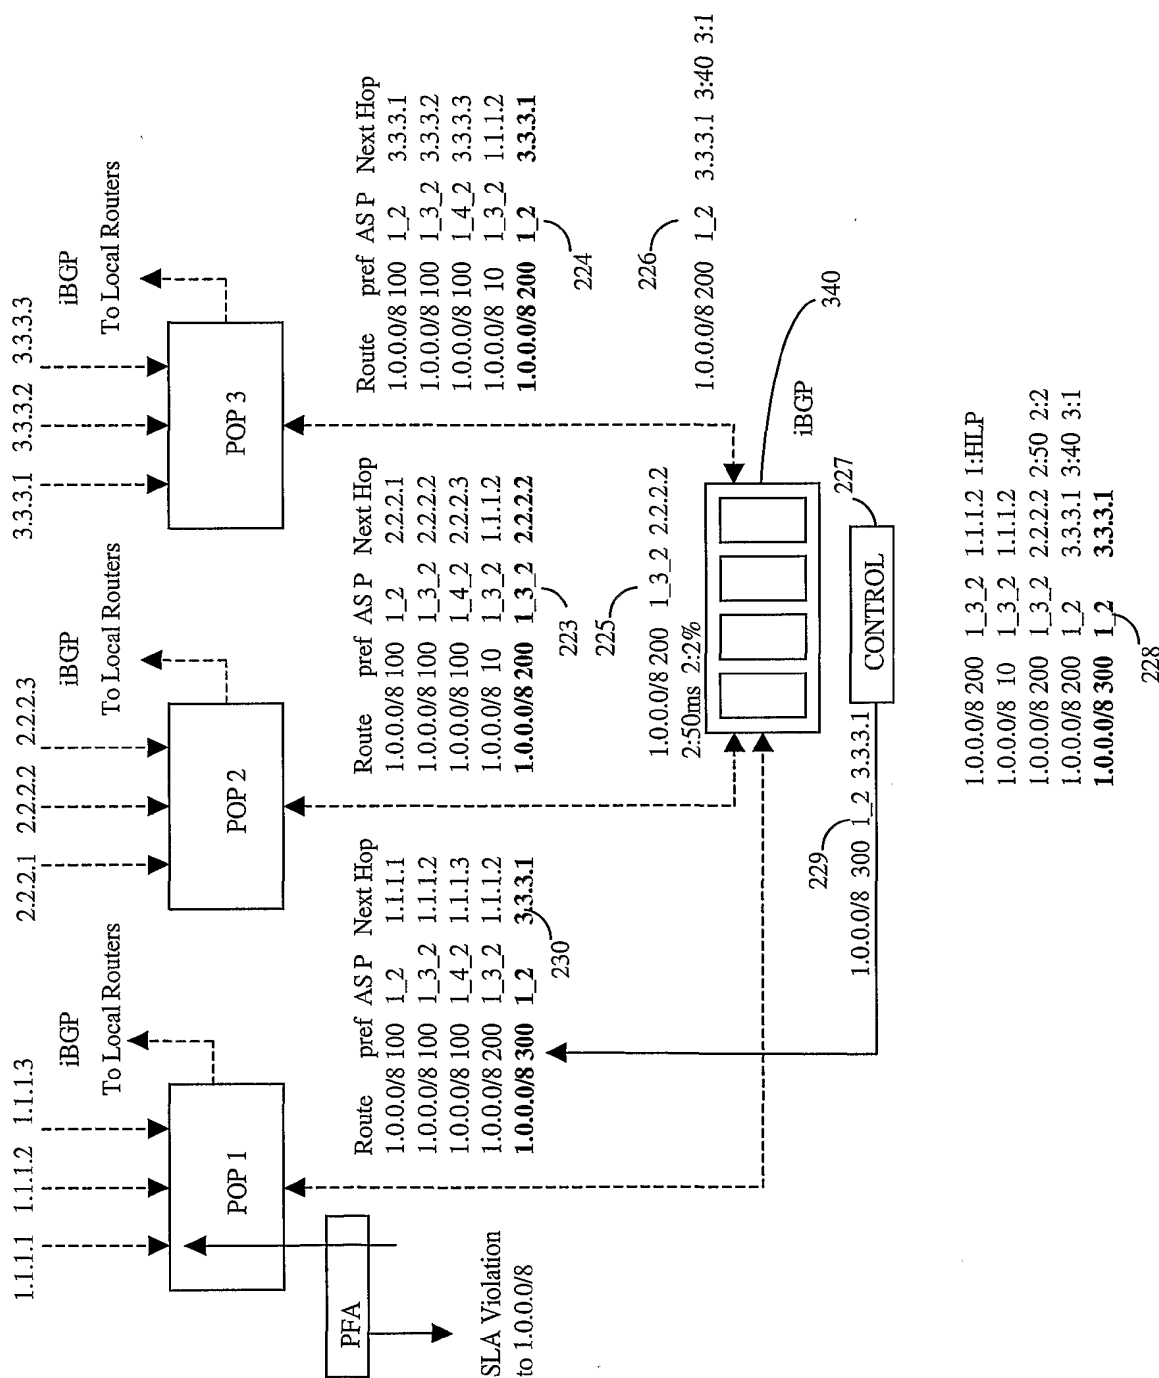 1.1.1.1 1.1.1.2 1.1.1.3
iBGP
To Local Routers
POP 1
PFA
SLA Violation
to 1.0.0.0/8
Route pref AS P Next Hop
1.0.0.0/8 100 1_2 1.1.1.1
1.0.0.0/8 100 1_3_2 1.1.1.2
1.0.0.0/8 100 1_4_2 1.1.1.3
1.0.0.0/8 200 1_3_2 1.1.1.2
1.0.0.0/8 300 1_2 3.3.3.1
230
2.2.2.1 2.2.2.2 2.2.2.3
iBGP
To Local Routers
POP 2
Route pref AS P Next Hop
1.0.0.0/8 100 1_2 2.2.2.1
1.0.0.0/8 100 1_3_2 2.2.2.2
1.0.0.0/8 100 1_4_2 2.2.2.3
1.0.0.0/8 10 1_3_2 1.1.1.2
1.0.0.0/8 200 1_3_2 2.2.2.2
223
3.3.3.1 3.3.3.2 3.3.3.3
iBGP
To Local Routers
POP 3
Route pref AS P Next Hop
1.0.0.0/8 100 1_2 3.3.3.1
1.0.0.0/8 100 1_3_2 3.3.3.2
1.0.0.0/8 100 1_4_2 3.3.3.3
1.0.0.0/8 10 1_3_2 1.1.1.2
1.0.0.0/8 200 1_2 3.3.3.1
224
225
1.0.0.0/8 200 1_3_2 2.2.2.2
2:50ms 2:2%
226
1.0.0.0/8 200 1_2 3.3.3.1 3:40 3:1
340
iBGP
227
CONTROL
229
1.0.0.0/8 300 1_2 3.3.3.1
1.0.0.0/8 200 1_3_2 1.1.1.2 1:HLP
1.0.0.0/8 10 1_3_2 1.1.1.2
1.0.0.0/8 200 1_3_2 2.2.2.2 2:50 2:2
1.0.0.0/8 200 1_2 3.3.3.1 3:40 3:1
1.0.0.0/8 300 1_2 3.3.3.1
228